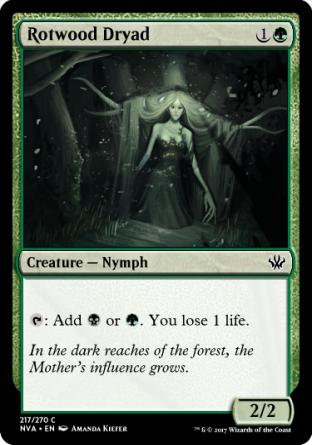 Rotwood Dryad 1
Creature — Nymph
: Add or . You lose 1 life.
In the dark reaches of the forest, the
Mother's influence grows.
217/270 C
NVA • EN AMANDA KIEFER
™ & © 2017 Wizards of the Coast
2/2